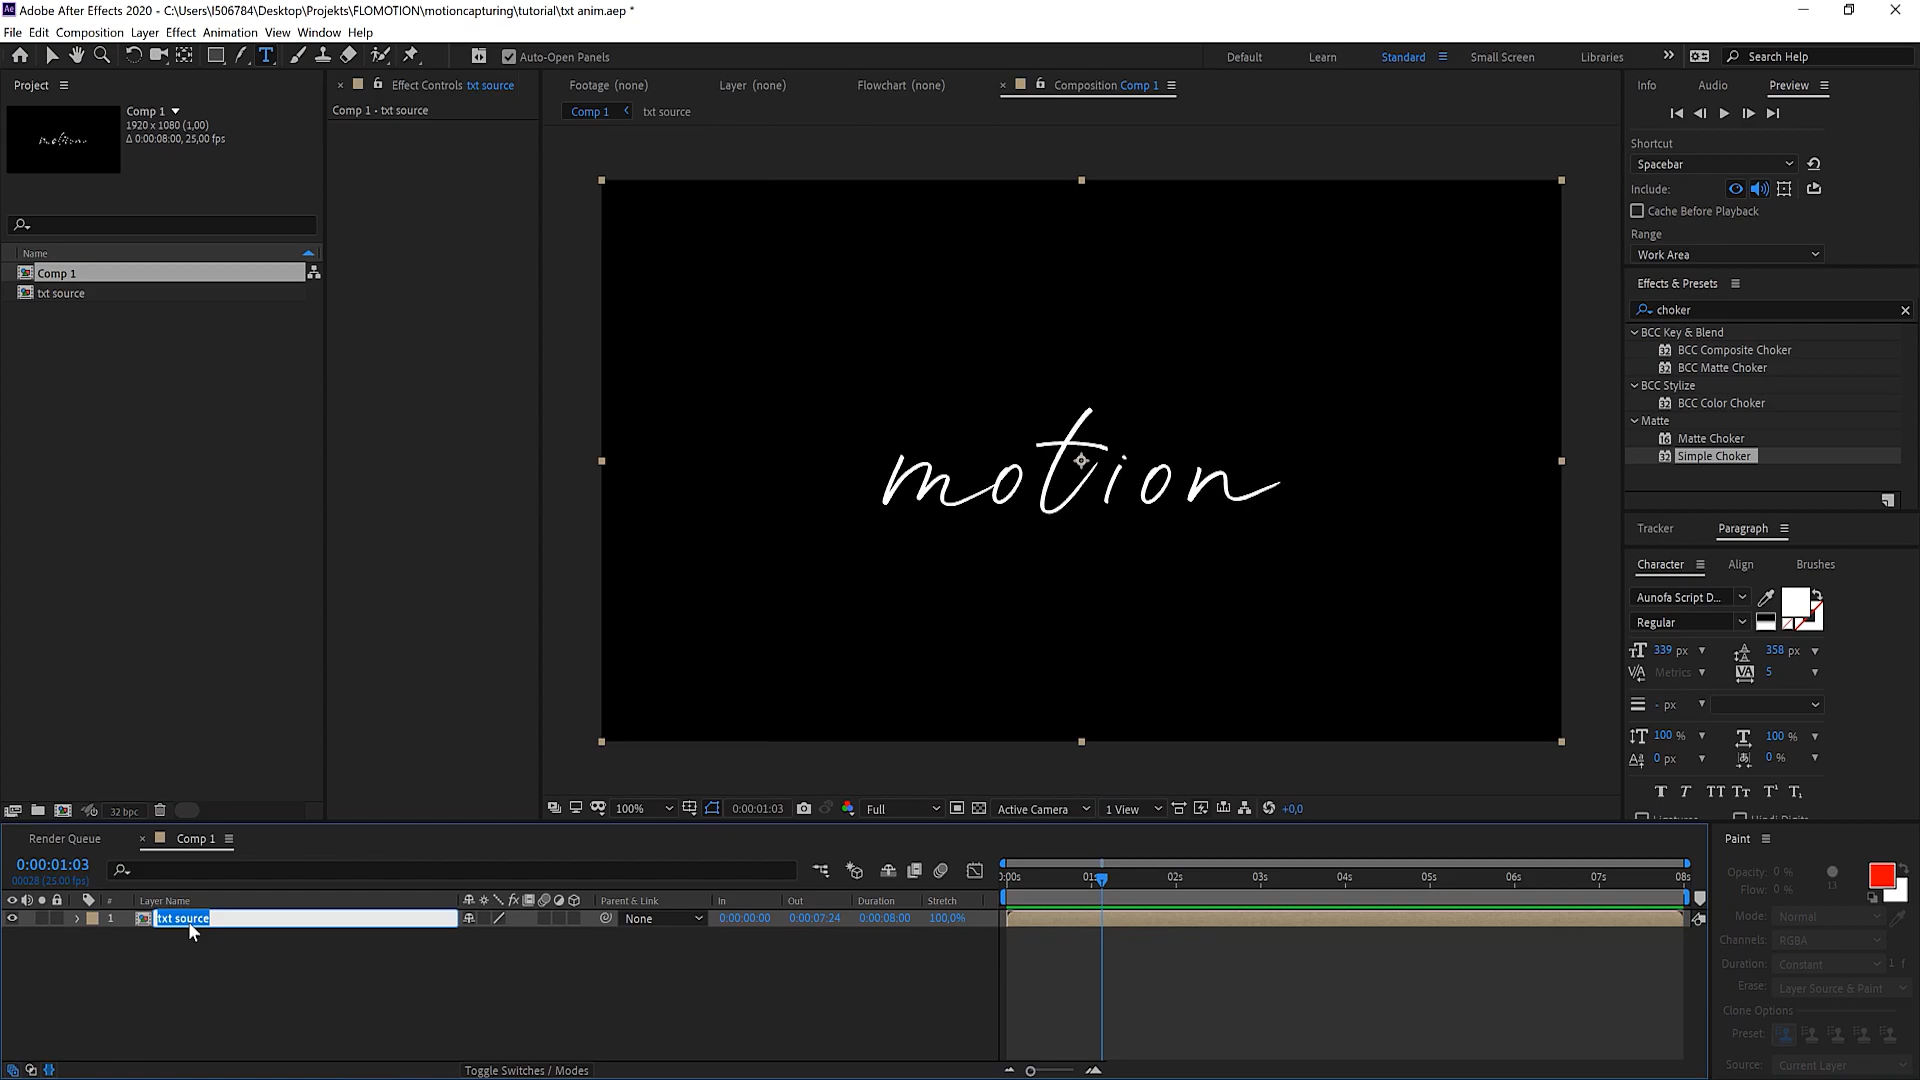 Adobe After Effects 2020 - C:\Users\I506784\Desktop\Projekts\FLOMOTION\motioncapturing\tutorial\txt anim.aep *
File Edit Composition Layer Effect Animation View Window Help
Auto-Open Panels
Default Learn Standard Small Screen Libraries Search Help
Project
Effect Controls txt source
Footage (none) Layer (none) Flowchart (none) Composition Comp 1
Info Audio Preview
Comp 1
1920 x 1080 (1,00)
Δ 0:00:08:00, 25,00 fps
Comp 1 · txt source
Comp 1 txt source
Shortcut
Spacebar
Include:
Cache Before Playback
Range
Work Area
Name
Comp 1
txt source
Effects & Presets
choker
BCC Key & Blend
32 BCC Composite Choker
32 BCC Matte Choker
BCC Stylize
32 BCC Color Choker
Matte
16 Matte Choker
32 Simple Choker
motion
Tracker Paragraph
Character Align Brushes
Aunofa Script D...
Regular
339 px 358 px
Metrics 5
- px
100 % 100 %
0 px 0 %
32 bpc
100% 0:00:01:03 Full Active Camera 1 View +0,0
Render Queue Comp 1
0:00:01:03
00028 (25.00 fps)
# Layer Name Parent & Link In Out Duration Stretch
1 txt source None 0:00:00:00 0:00:07:24 0:00:08:00 100,0%
0:00s 01s 02s 03s 04s 05s 06s 07s 08s
Toggle Switches / Modes
Paint
Opacity: 0 %
Flow: 0 %
13
Mode: Normal
Channels: RGBA
Duration: Constant 1 f
Erase: Layer Source & Paint
Clone Options
Preset:
Source: Current Layer